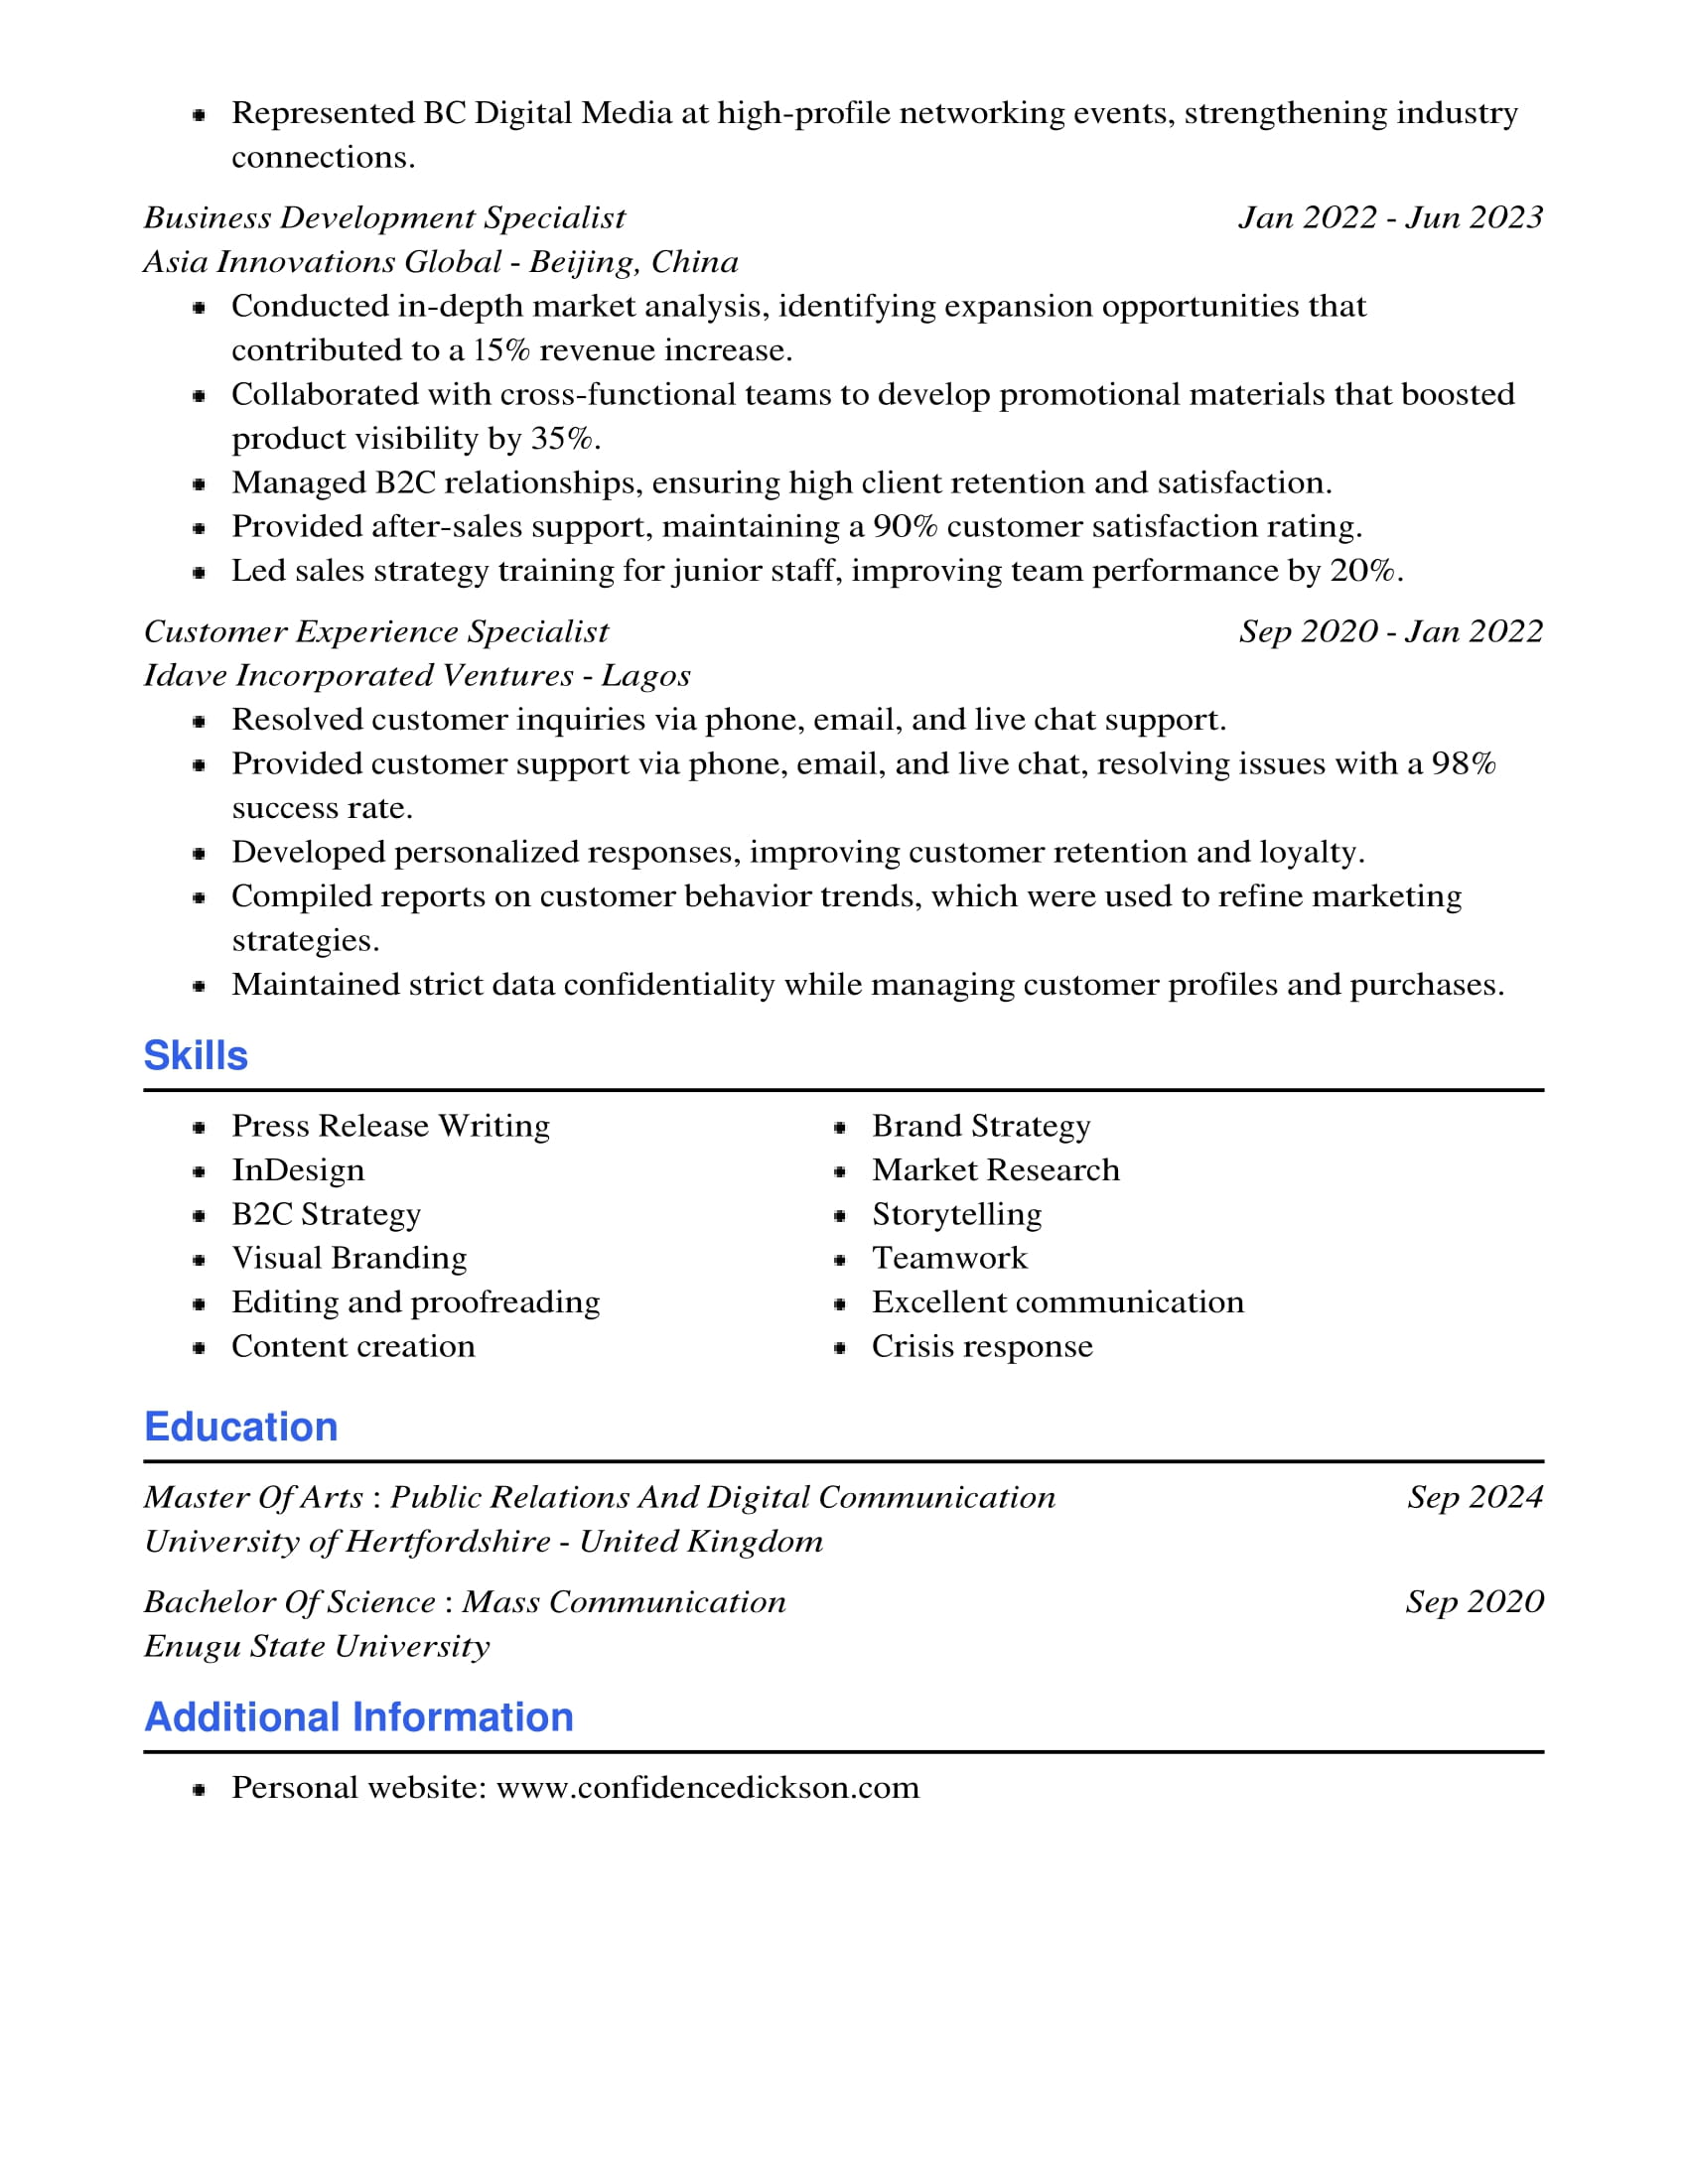 Represented BC Digital Media at high-profile networking events, strengthening industry
connections.
Business Development Specialist Jan 2022 - Jun 2023
Asia Innovations Global - Beijing, China
Conducted in-depth market analysis, identifying expansion opportunities that
contributed to a 15% revenue increase.
Collaborated with cross-functional teams to develop promotional materials that boosted
product visibility by 35%.
Managed B2C relationships, ensuring high client retention and satisfaction.
Provided after-sales support, maintaining a 90% customer satisfaction rating.
Led sales strategy training for junior staff, improving team performance by 20%.
Customer Experience Specialist Sep 2020 - Jan 2022
Idave Incorporated Ventures - Lagos
Resolved customer inquiries via phone, email, and live chat support.
Provided customer support via phone, email, and live chat, resolving issues with a 98%
success rate.
Developed personalized responses, improving customer retention and loyalty.
Compiled reports on customer behavior trends, which were used to refine marketing
strategies.
Maintained strict data confidentiality while managing customer profiles and purchases.
Skills
Press Release Writing
InDesign
B2C Strategy
Visual Branding
Editing and proofreading
Content creation
Brand Strategy
Market Research
Storytelling
Teamwork
Excellent communication
Crisis response
Education
Master Of Arts : Public Relations And Digital Communication Sep 2024
University of Hertfordshire - United Kingdom
Bachelor Of Science : Mass Communication Sep 2020
Enugu State University
Additional Information
Personal website: www.confidencedickson.com